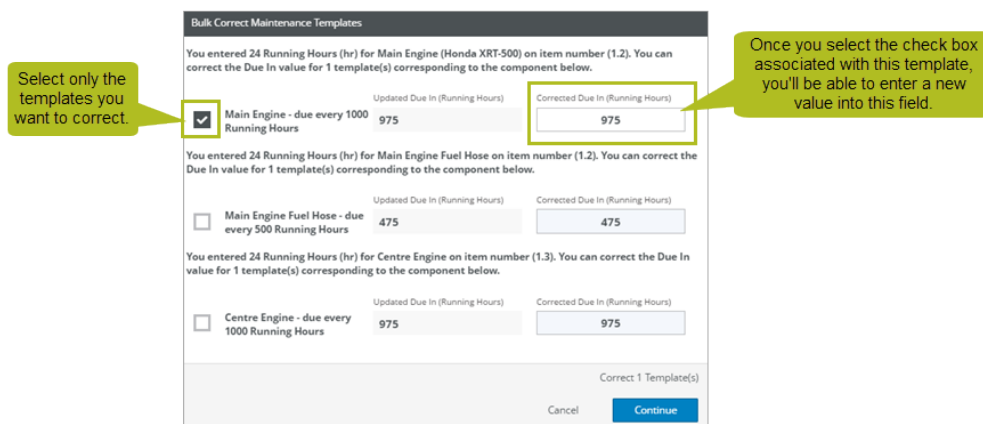 Bulk Correct Maintenance Templates
You entered 24 Running Hours (hr) for Main Engine (Honda XRT-500) on item number (1.2). You can
correct the Due In value for 1 template(s) corresponding to the component below.
Select only the
templates you
want to correct.
Once you select the check box
associated with this template,
you'll be able to enter a new
value into this field.
Updated Due In (Running Hours)
Corrected Due In (Running Hours)
Main Engine - due every 1000
Running Hours
975
975
You entered 24 Running Hours (hr) for Main Engine Fuel Hose on item number (1.2). You can correct the
Due In value for 1 template(s) corresponding to the component below.
Updated Due In (Running Hours)
Corrected Due In (Running Hours)
Main Engine Fuel Hose - due
every 500 Running Hours
475
475
You entered 24 Running Hours (hr) for Centre Engine on item number (1.3). You can correct the Due In
value for 1 template(s) corresponding to the component below.
Updated Due In (Running Hours)
Corrected Due In (Running Hours)
Centre Engine - due every
1000 Running Hours
975
975
Correct 1 Template(s)
Cancel
Continue